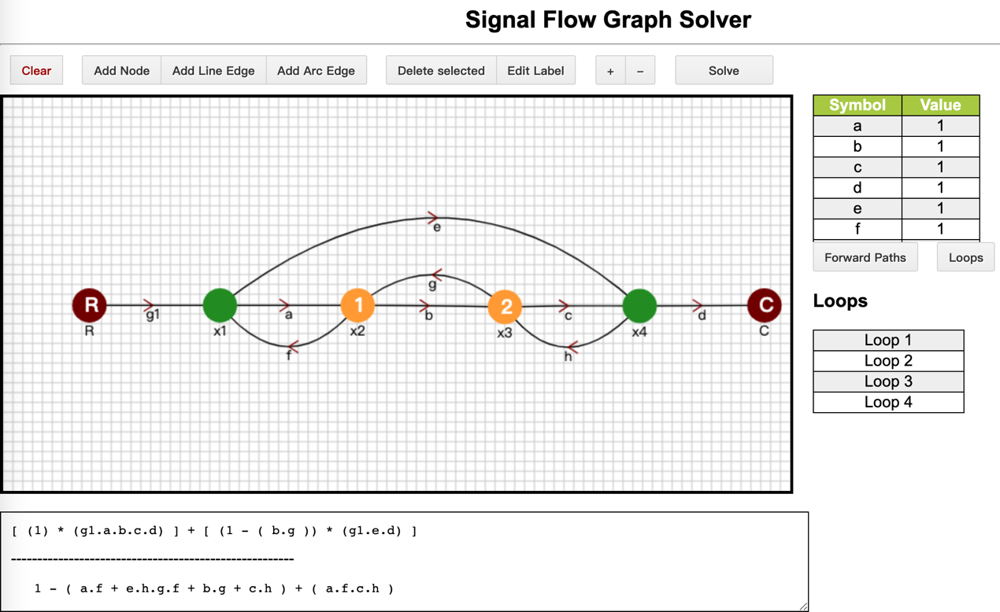 Signal Flow Graph Solver
Clear Add Node Add Line Edge Add Arc Edge Delete selected Edit Label + - Solve
Symbol Value
a 1
b 1
c 1
d 1
e 1
f 1
Forward Paths Loops
Loops
Loop 1
Loop 2
Loop 3
Loop 4
e
g
R 1 2 C
g1 a b c d
R x1 x2 x3 x4 C
f h
[ (1) * (g1.a.b.c.d) ] + [ (1 - ( b.g )) * (g1.e.d) ]
------------------------------------------------------
1 - ( a.f + e.h.g.f + b.g + c.h ) + ( a.f.c.h )